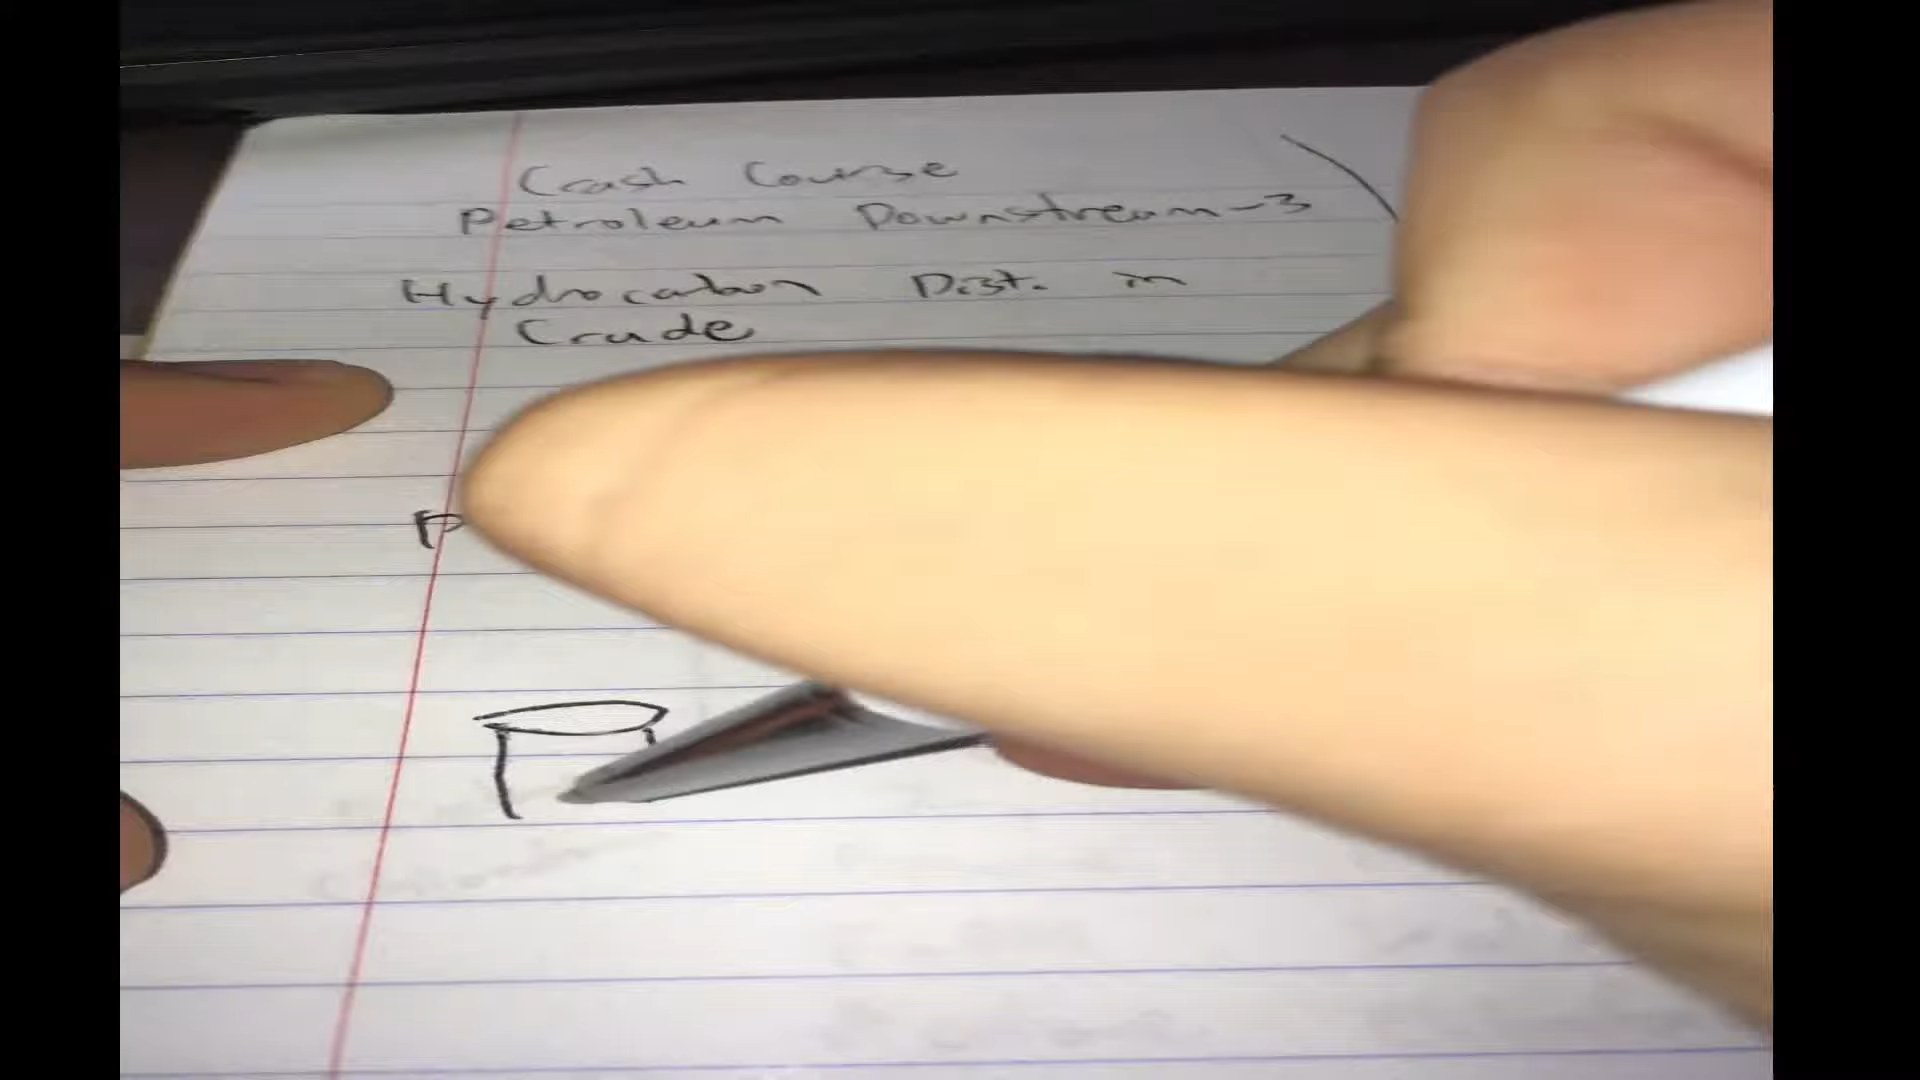 Crash Course
Petroleum Downstream-3
Hydrocarbon Dist. in
Crude
P